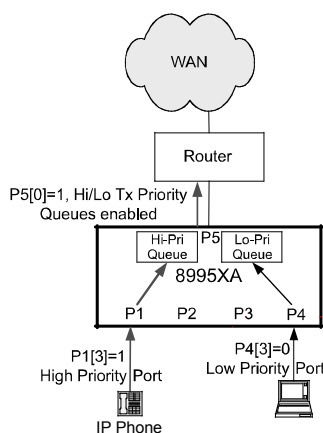 WAN
Router
P5[0]=1, Hi/Lo Tx Priority
Queues enabled
Hi-Pri
Queue
P5
Lo-Pri
Queue
8995XA
P1 P2 P3 P4
P1[3]=1
High Priority Port
IP Phone
P4[3]=0
Low Priority Port